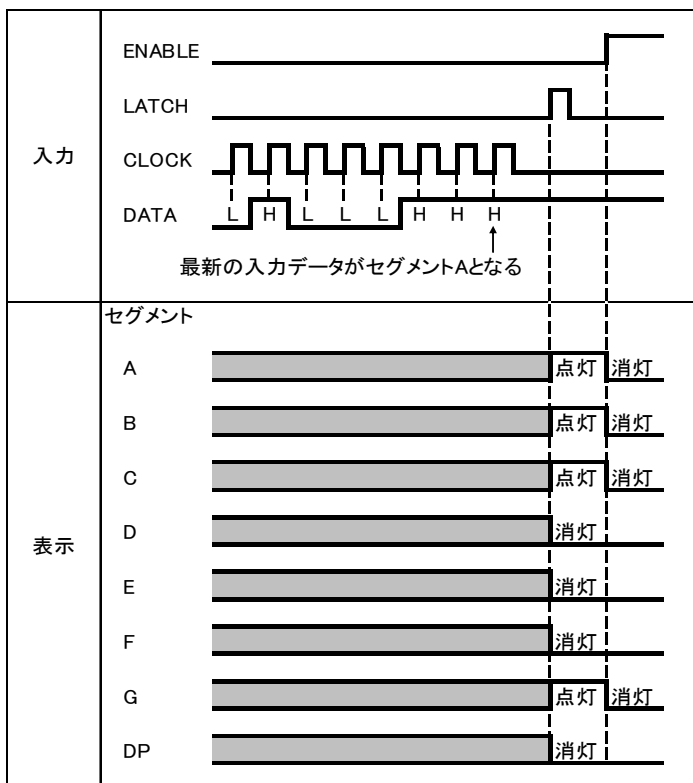 入力
ENABLE
LATCH
CLOCK
DATA L H L L L H H H
最新の入力データがセグメントAとなる
表示
セグメント
A 点灯 消灯
B 点灯 消灯
C 点灯 消灯
D 消灯
E 消灯
F 消灯
G 点灯 消灯
DP 消灯